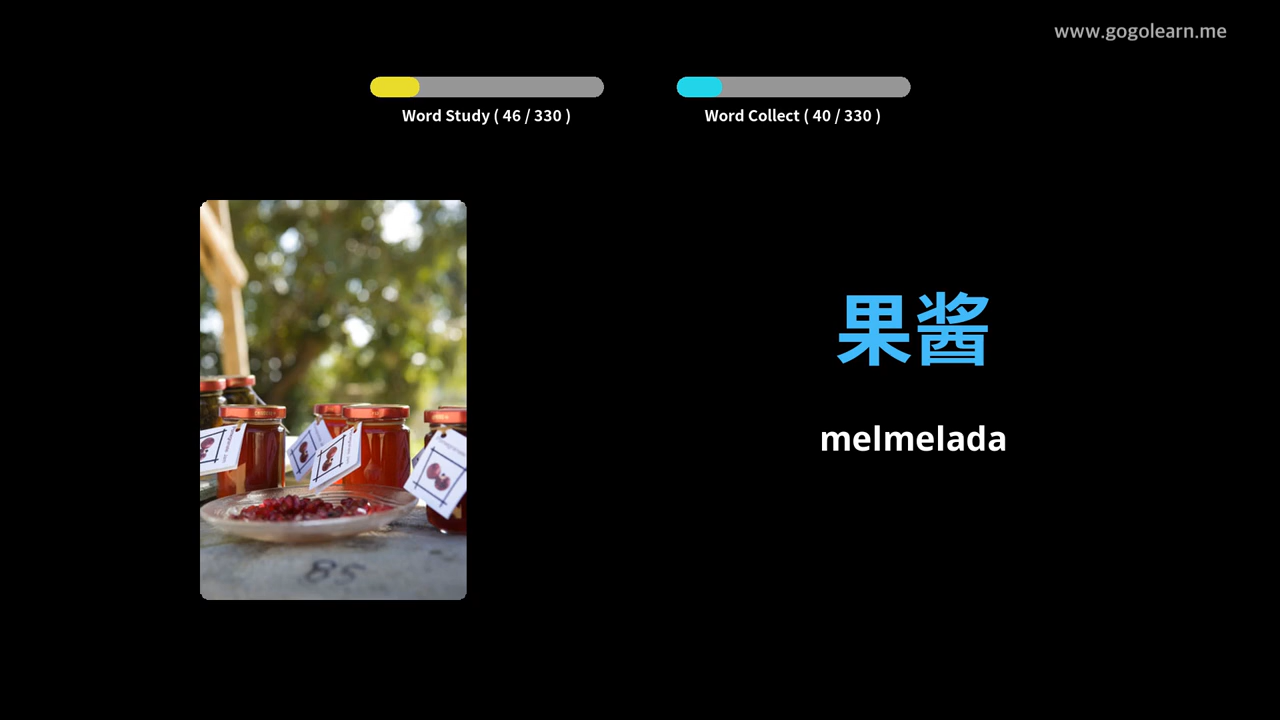 www.gogolearn.me
Word Study ( 46 / 330 )
Word Collect ( 40 / 330 )
果酱
melmelada
85